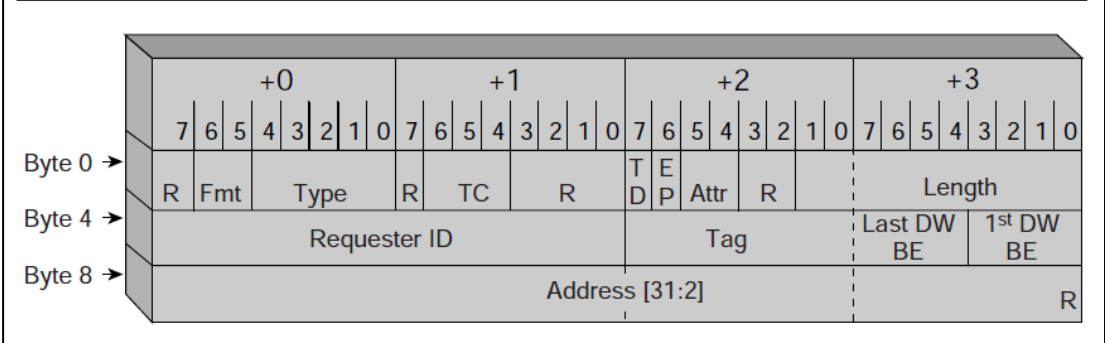 +0 +1 +2 +3
7 6 5 4 3 2 1 0 7 6 5 4 3 2 1 0 7 6 5 4 3 2 1 0 7 6 5 4 3 2 1 0
Byte 0 R Fmt Type R TC R TD EP Attr R Length
Byte 4 Requester ID Tag Last DW BE 1st DW BE
Byte 8 Address [31:2] R